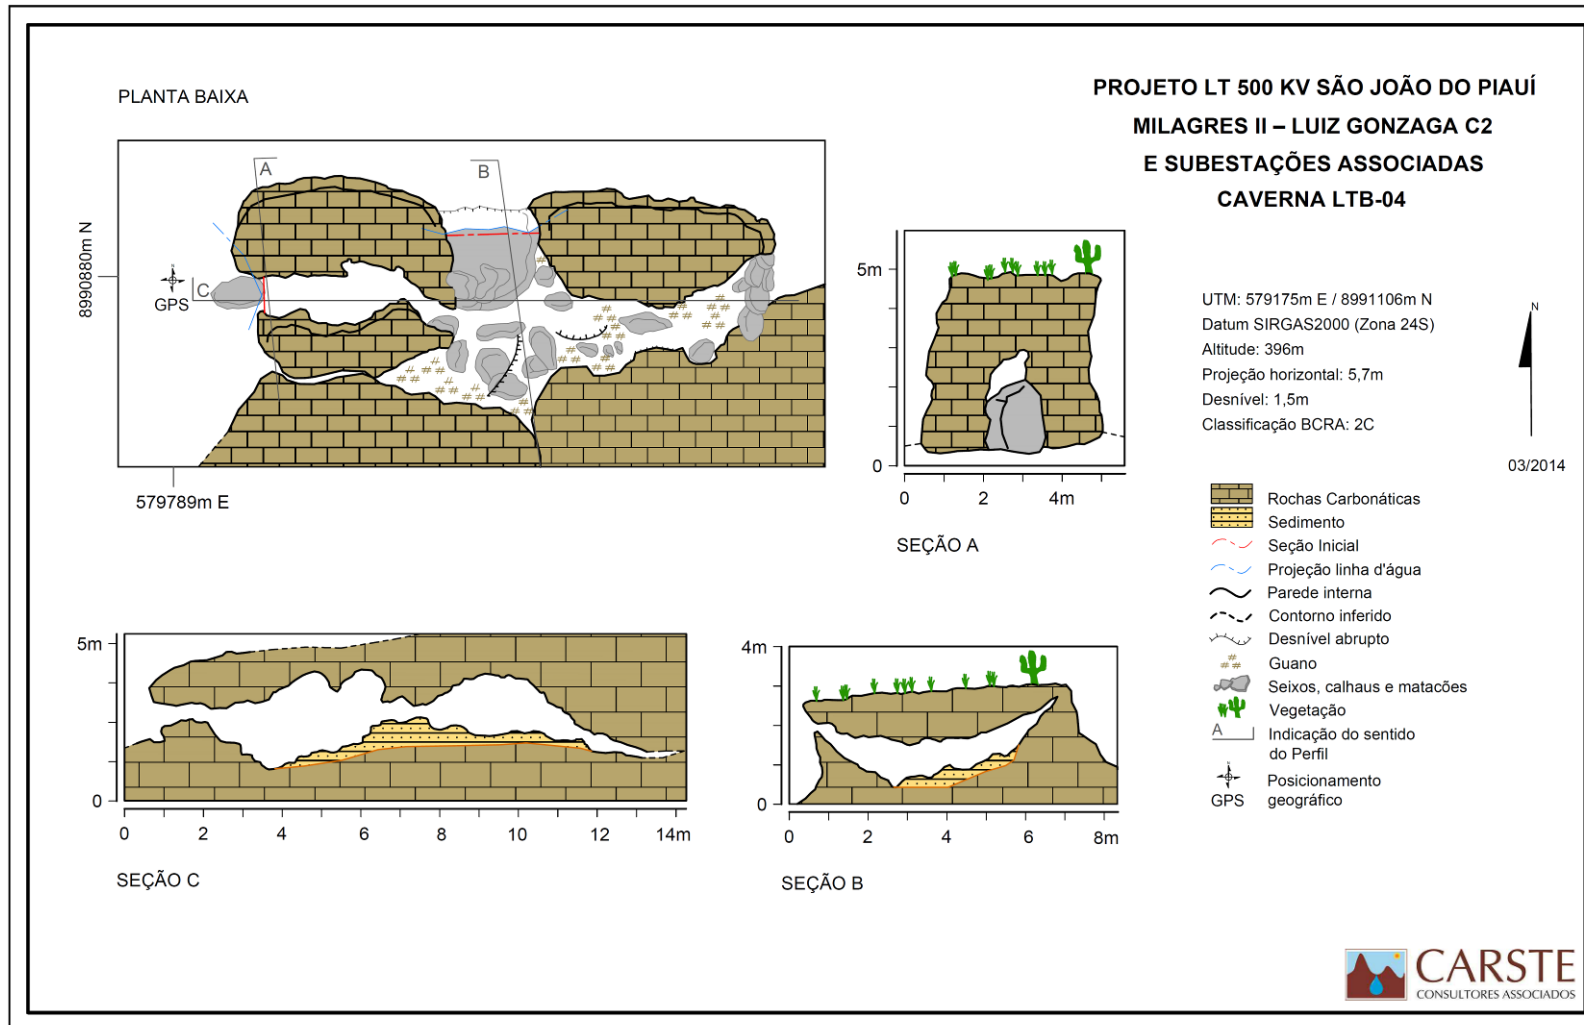 PLANTA BAIXA
PROJETO LT 500 KV SÃO JOÃO DO PIAUÍ
MILAGRES II – LUIZ GONZAGA C2
E SUBESTAÇÕES ASSOCIADAS
CAVERNA LTB-04
A
B
C
N
GPS
8990880m N
579789m E
5m
0
0 2 4m
SEÇÃO A
UTM: 579175m E / 8991106m N
Datum SIRGAS2000 (Zona 24S)
Altitude: 396m
Projeção horizontal: 5,7m
Desnível: 1,5m
Classificação BCRA: 2C
N
03/2014
Rochas Carbonáticas
Sedimento
Seção Inicial
Projeção linha d'água
Parede interna
Contorno inferido
Desnível abrupto
Guano
Seixos, calhaus e matacões
Vegetação
A
Indicação do sentido
do Perfil
N
GPS
Posicionamento
geográfico
5m
0
0 2 4 6 8 10 12 14m
SEÇÃO C
4m
0
0 2 4 6 8m
SEÇÃO B
CARSTE
CONSULTORES ASSOCIADOS